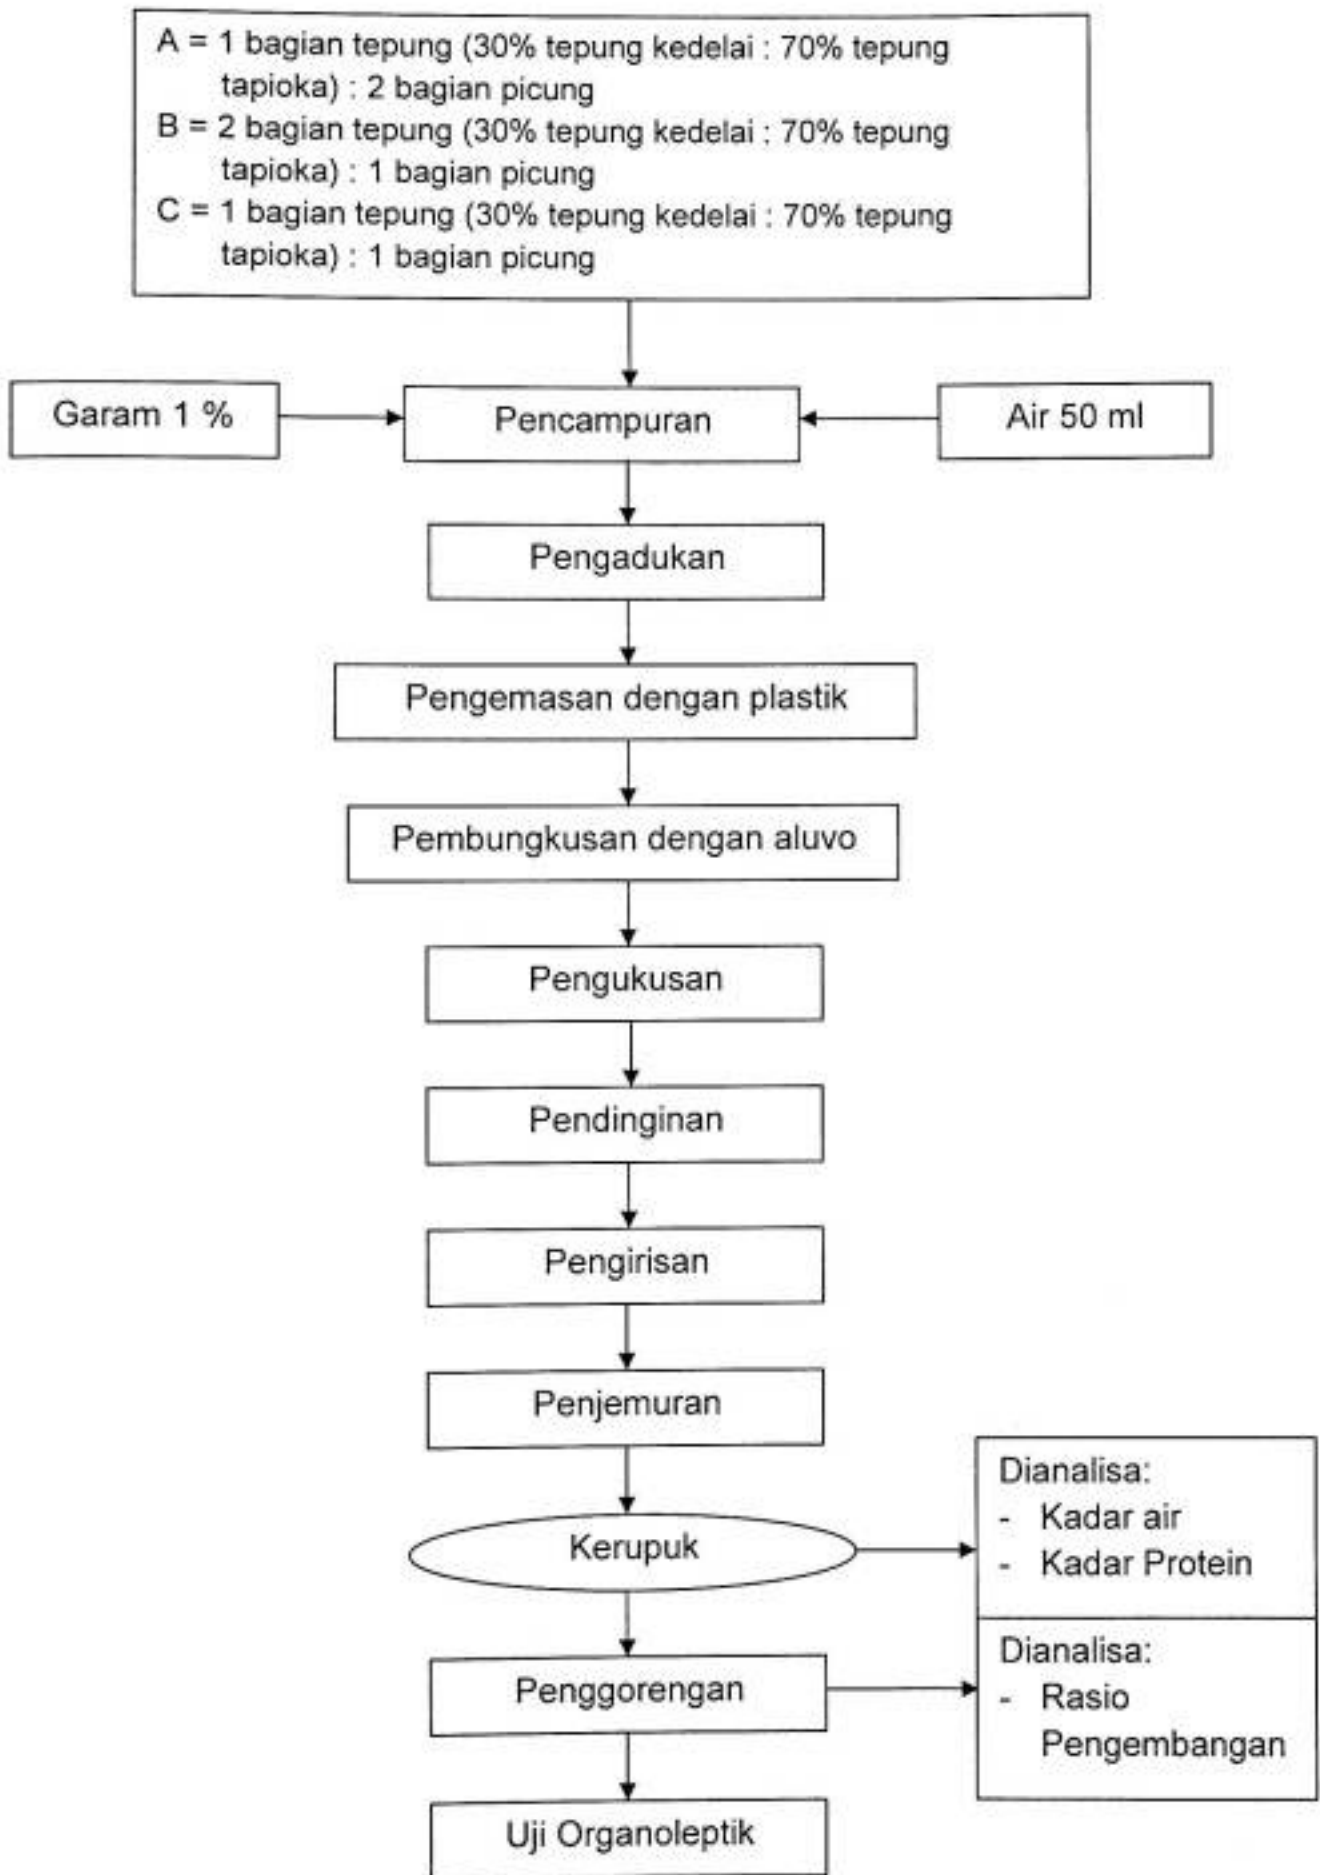 A = 1 bagian tepung (30% tepung kedelai : 70% tepung
tapioka) : 2 bagian picung
B = 2 bagian tepung (30% tepung kedelai : 70% tepung
tapioka) : 1 bagian picung
C = 1 bagian tepung (30% tepung kedelai : 70% tepung
tapioka) : 1 bagian picung
Garam 1 %
Pencampuran
Air 50 ml
Pengadukan
Pengemasan dengan plastik
Pembungkusan dengan aluvo
Pengukusan
Pendinginan
Pengirisan
Penjemuran
Kerupuk
Dianalisa:
- Kadar air
- Kadar Protein
Penggorengan
Dianalisa:
- Rasio
Pengembangan
Uji Organoleptik